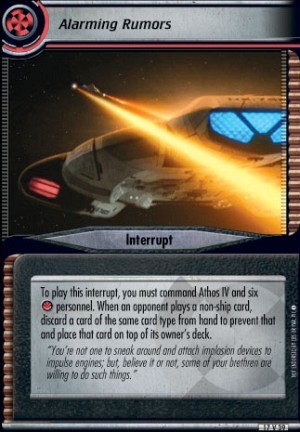 Alarming Rumors
Interrupt
To play this interrupt, you must command Athos IV and six
personnel. When an opponent plays a non-ship card,
discard a card of the same card type from hand to prevent that
and place that card on top of its owner's deck.
"You're not one to sneak around and attach implosion devices to
impulse engines; but, believe it or not, some of your brethren are
willing to do such things."
17 V 30